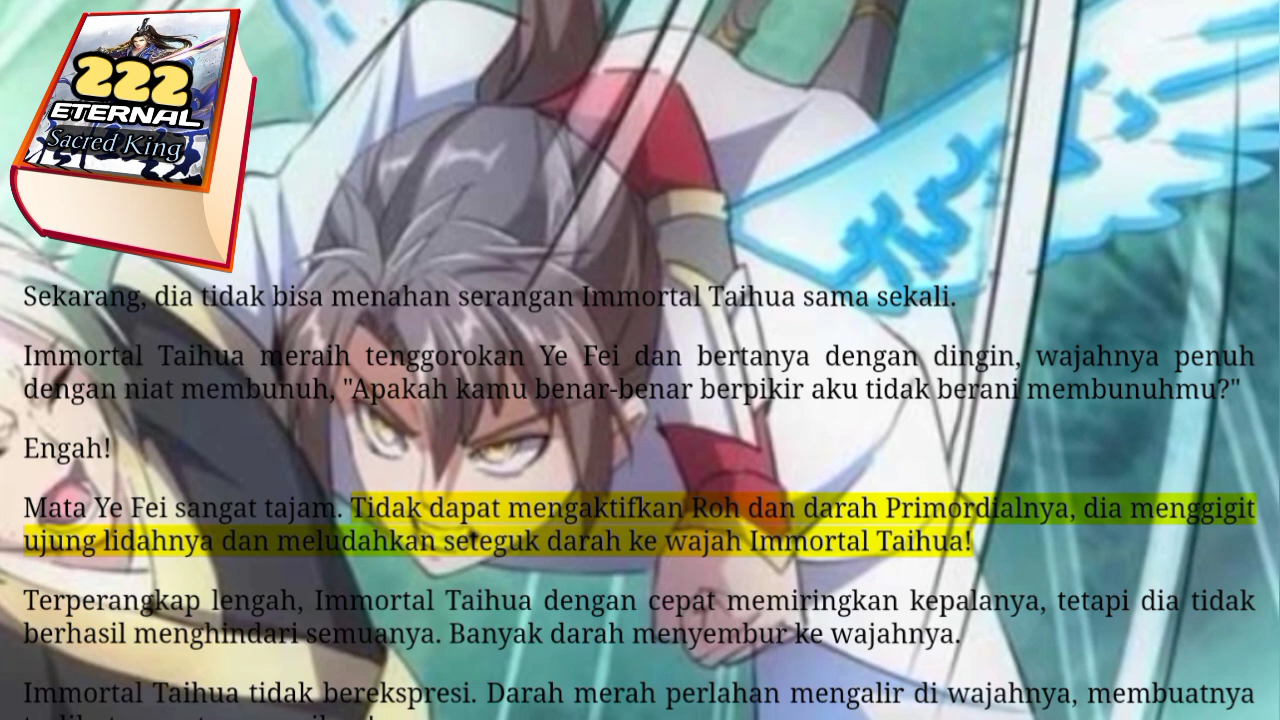 222
ETERNAL
Sacred King
Sekarang, dia tidak bisa menahan serangan Immortal Taihua sama sekali.
Immortal Taihua meraih tenggorokan Ye Fei dan bertanya dengan dingin, wajahnya penuh
dengan niat membunuh, "Apakah kamu benar-benar berpikir aku tidak berani membunuhmu?"
Engah!
Mata Ye Fei sangat tajam. Tidak dapat mengaktifkan Roh dan darah Primordialnya, dia menggigit
ujung lidahnya dan meludahkan seteguk darah ke wajah Immortal Taihua!
Terperangkap lengah, Immortal Taihua dengan cepat memiringkan kepalanya, tetapi dia tidak
berhasil menghindari semuanya. Banyak darah menyembur ke wajahnya.
Immortal Taihua tidak berekspresi. Darah merah perlahan mengalir di wajahnya, membuatnya